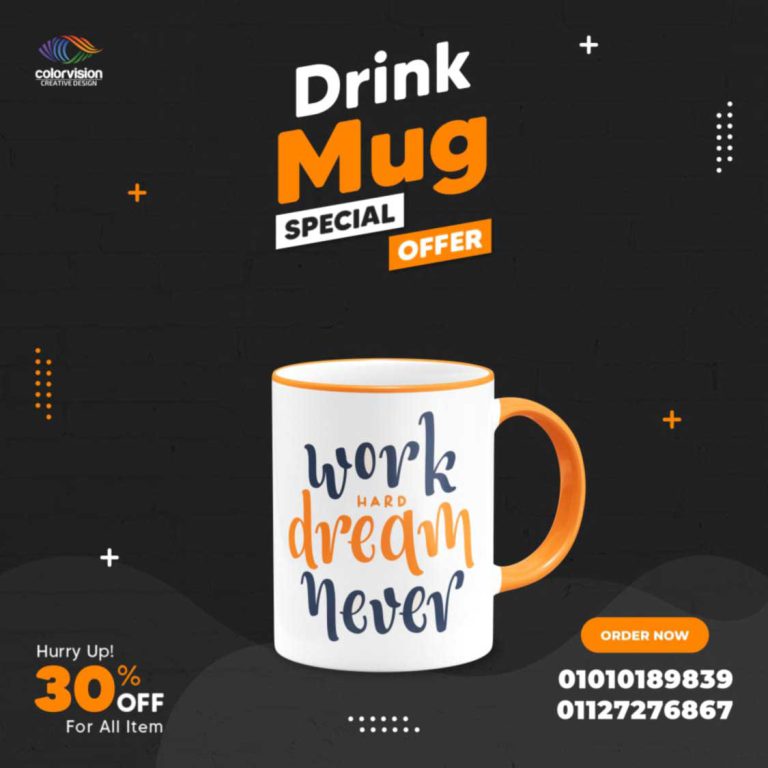 colorvision
CREATIVE DESIGN
Drink
Mug
SPECIAL
OFFER
work
HARD
dream
never
Hurry Up!
30% OFF
For All Item
ORDER NOW
01010189839
01127276867